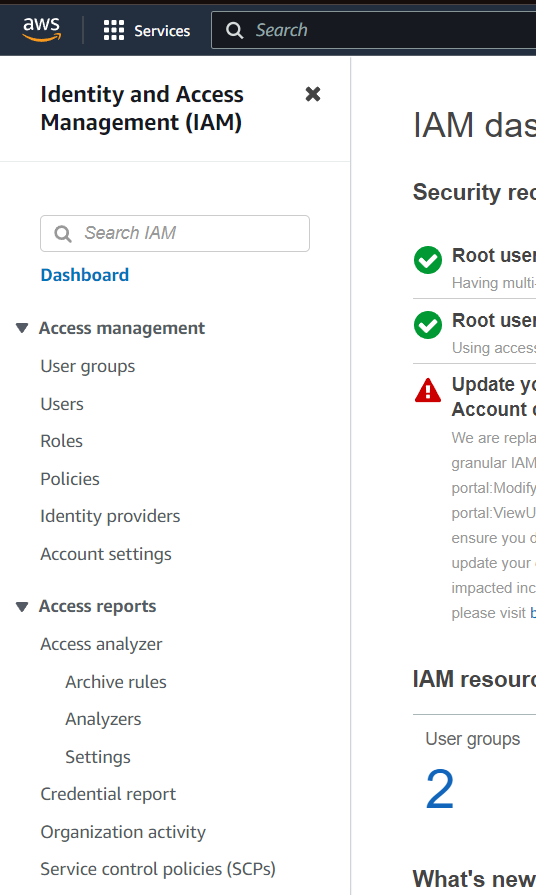 aws
Services
Search
Identity and Access
Management (IAM)
Search IAM
Dashboard
Access management
User groups
Users
Roles
Policies
Identity providers
Account settings
Access reports
Access analyzer
Archive rules
Analyzers
Settings
Credential report
Organization activity
Service control policies (SCPs)
IAM das
Security rec
Root user
Having multi-
Root user
Using access
Update yo
Account
We are repla
granular IAM
portal:Modify
portal:ViewU
ensure you d
update your
impacted inc
please visit b
IAM resourc
User groups
2
What's new